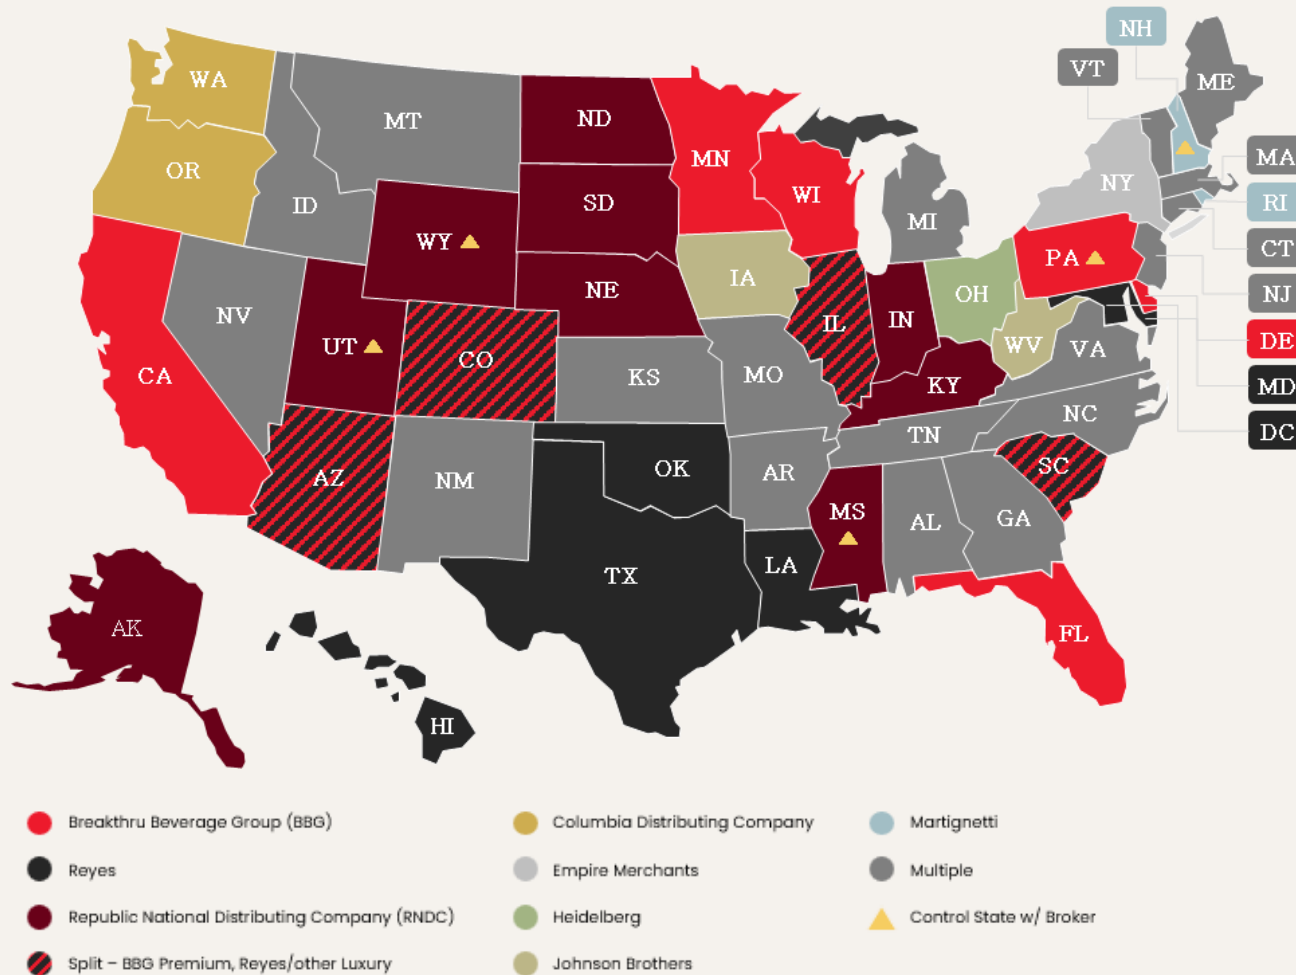 NH
VT
WA
ME
MT
ND
MN
OR
MA
NY
WI
ID
SD
RI
MI
WY
CT
PA
IA
NE
OH
NJ
NV
IL
IN
UT
DE
WV
VA
CO
CA
KS
MO
KY
MD
NC
DC
TN
SC
OK
AR
AZ
NM
MS
AL
GA
LA
TX
AK
FL
HI
Breakthru Beverage Group (BBG)
Columbia Distributing Company
Martignetti
Reyes
Empire Merchants
Multiple
Republic National Distributing Company (RNDC)
Heidelberg
Control State w/ Broker
Split – BBG Premium, Reyes/other Luxury
Johnson Brothers